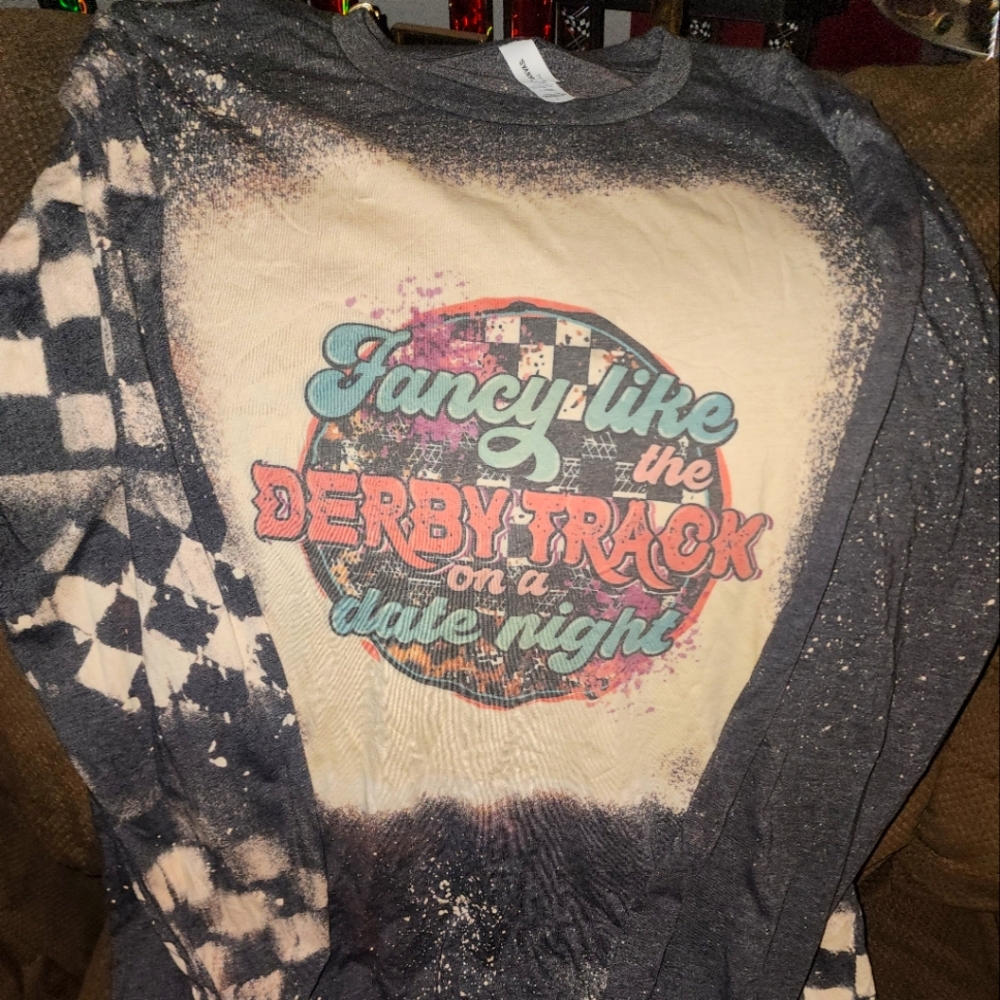 Fancy like
the
DERBY TRACK
on a
date night